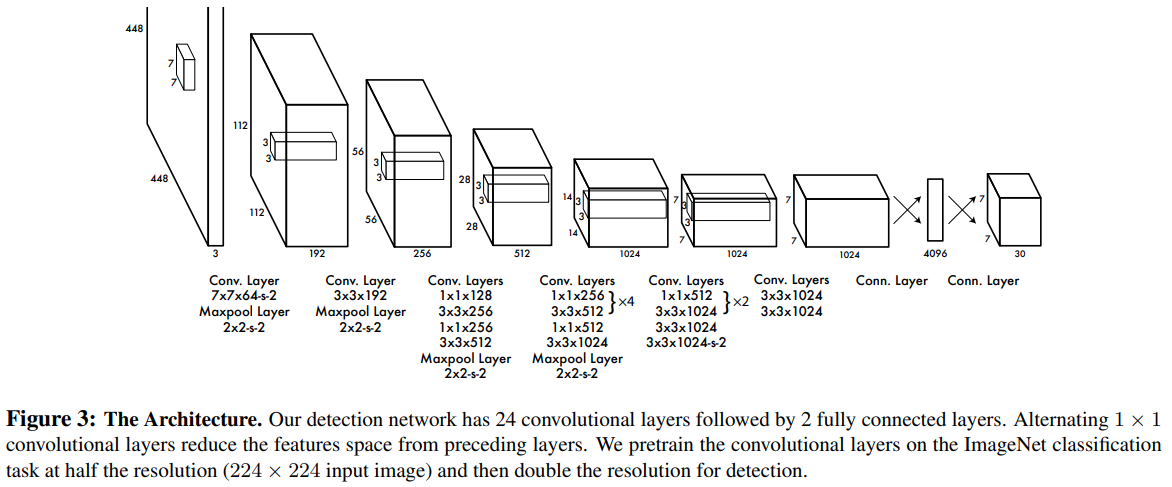 448
7
7
448
3
112
3
3
112
192
56
3
3
56
256
28
3
3
28
512
14
3
3
14
1024
7
3
3
7
1024
7
7
1024
4096
7
7
30
Conv. Layer
7x7x64-s-2
Maxpool Layer
2x2-s-2
Conv. Layer
3x3x192
Maxpool Layer
2x2-s-2
Conv. Layers
1x1x128
3x3x256
1x1x256
3x3x512
Maxpool Layer
2x2-s-2
Conv. Layers
1x1x256
3x3x512
}×4
1x1x512
3x3x1024
Maxpool Layer
2x2-s-2
Conv. Layers
1x1x512
3x3x1024
}×2
3x3x1024
3x3x1024-s-2
Conv. Layers
3x3x1024
3x3x1024
Conn. Layer
Conn. Layer
Figure 3: The Architecture. Our detection network has 24 convolutional layers followed by 2 fully connected layers. Alternating 1 × 1
convolutional layers reduce the features space from preceding layers. We pretrain the convolutional layers on the ImageNet classification
task at half the resolution (224 × 224 input image) and then double the resolution for detection.